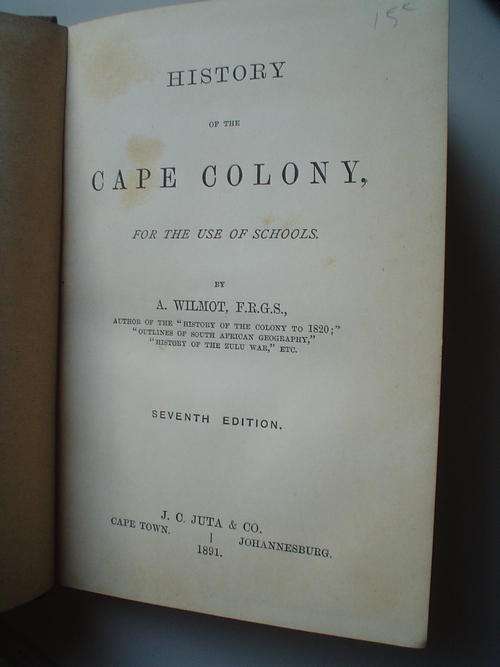 HISTORY
OF THE
CAPE COLONY,
FOR THE USE OF SCHOOLS.
BY
A. WILMOT, F.R.G.S.,
AUTHOR OF THE "HISTORY OF THE COLONY TO 1820;"
"OUTLINES OF SOUTH AFRICAN GEOGRAPHY,"
"HISTORY OF THE ZULU WAR," ETC.
SEVENTH EDITION.
J. C. JUTA & CO.
CAPE TOWN. | JOHANNESBURG.
1891.